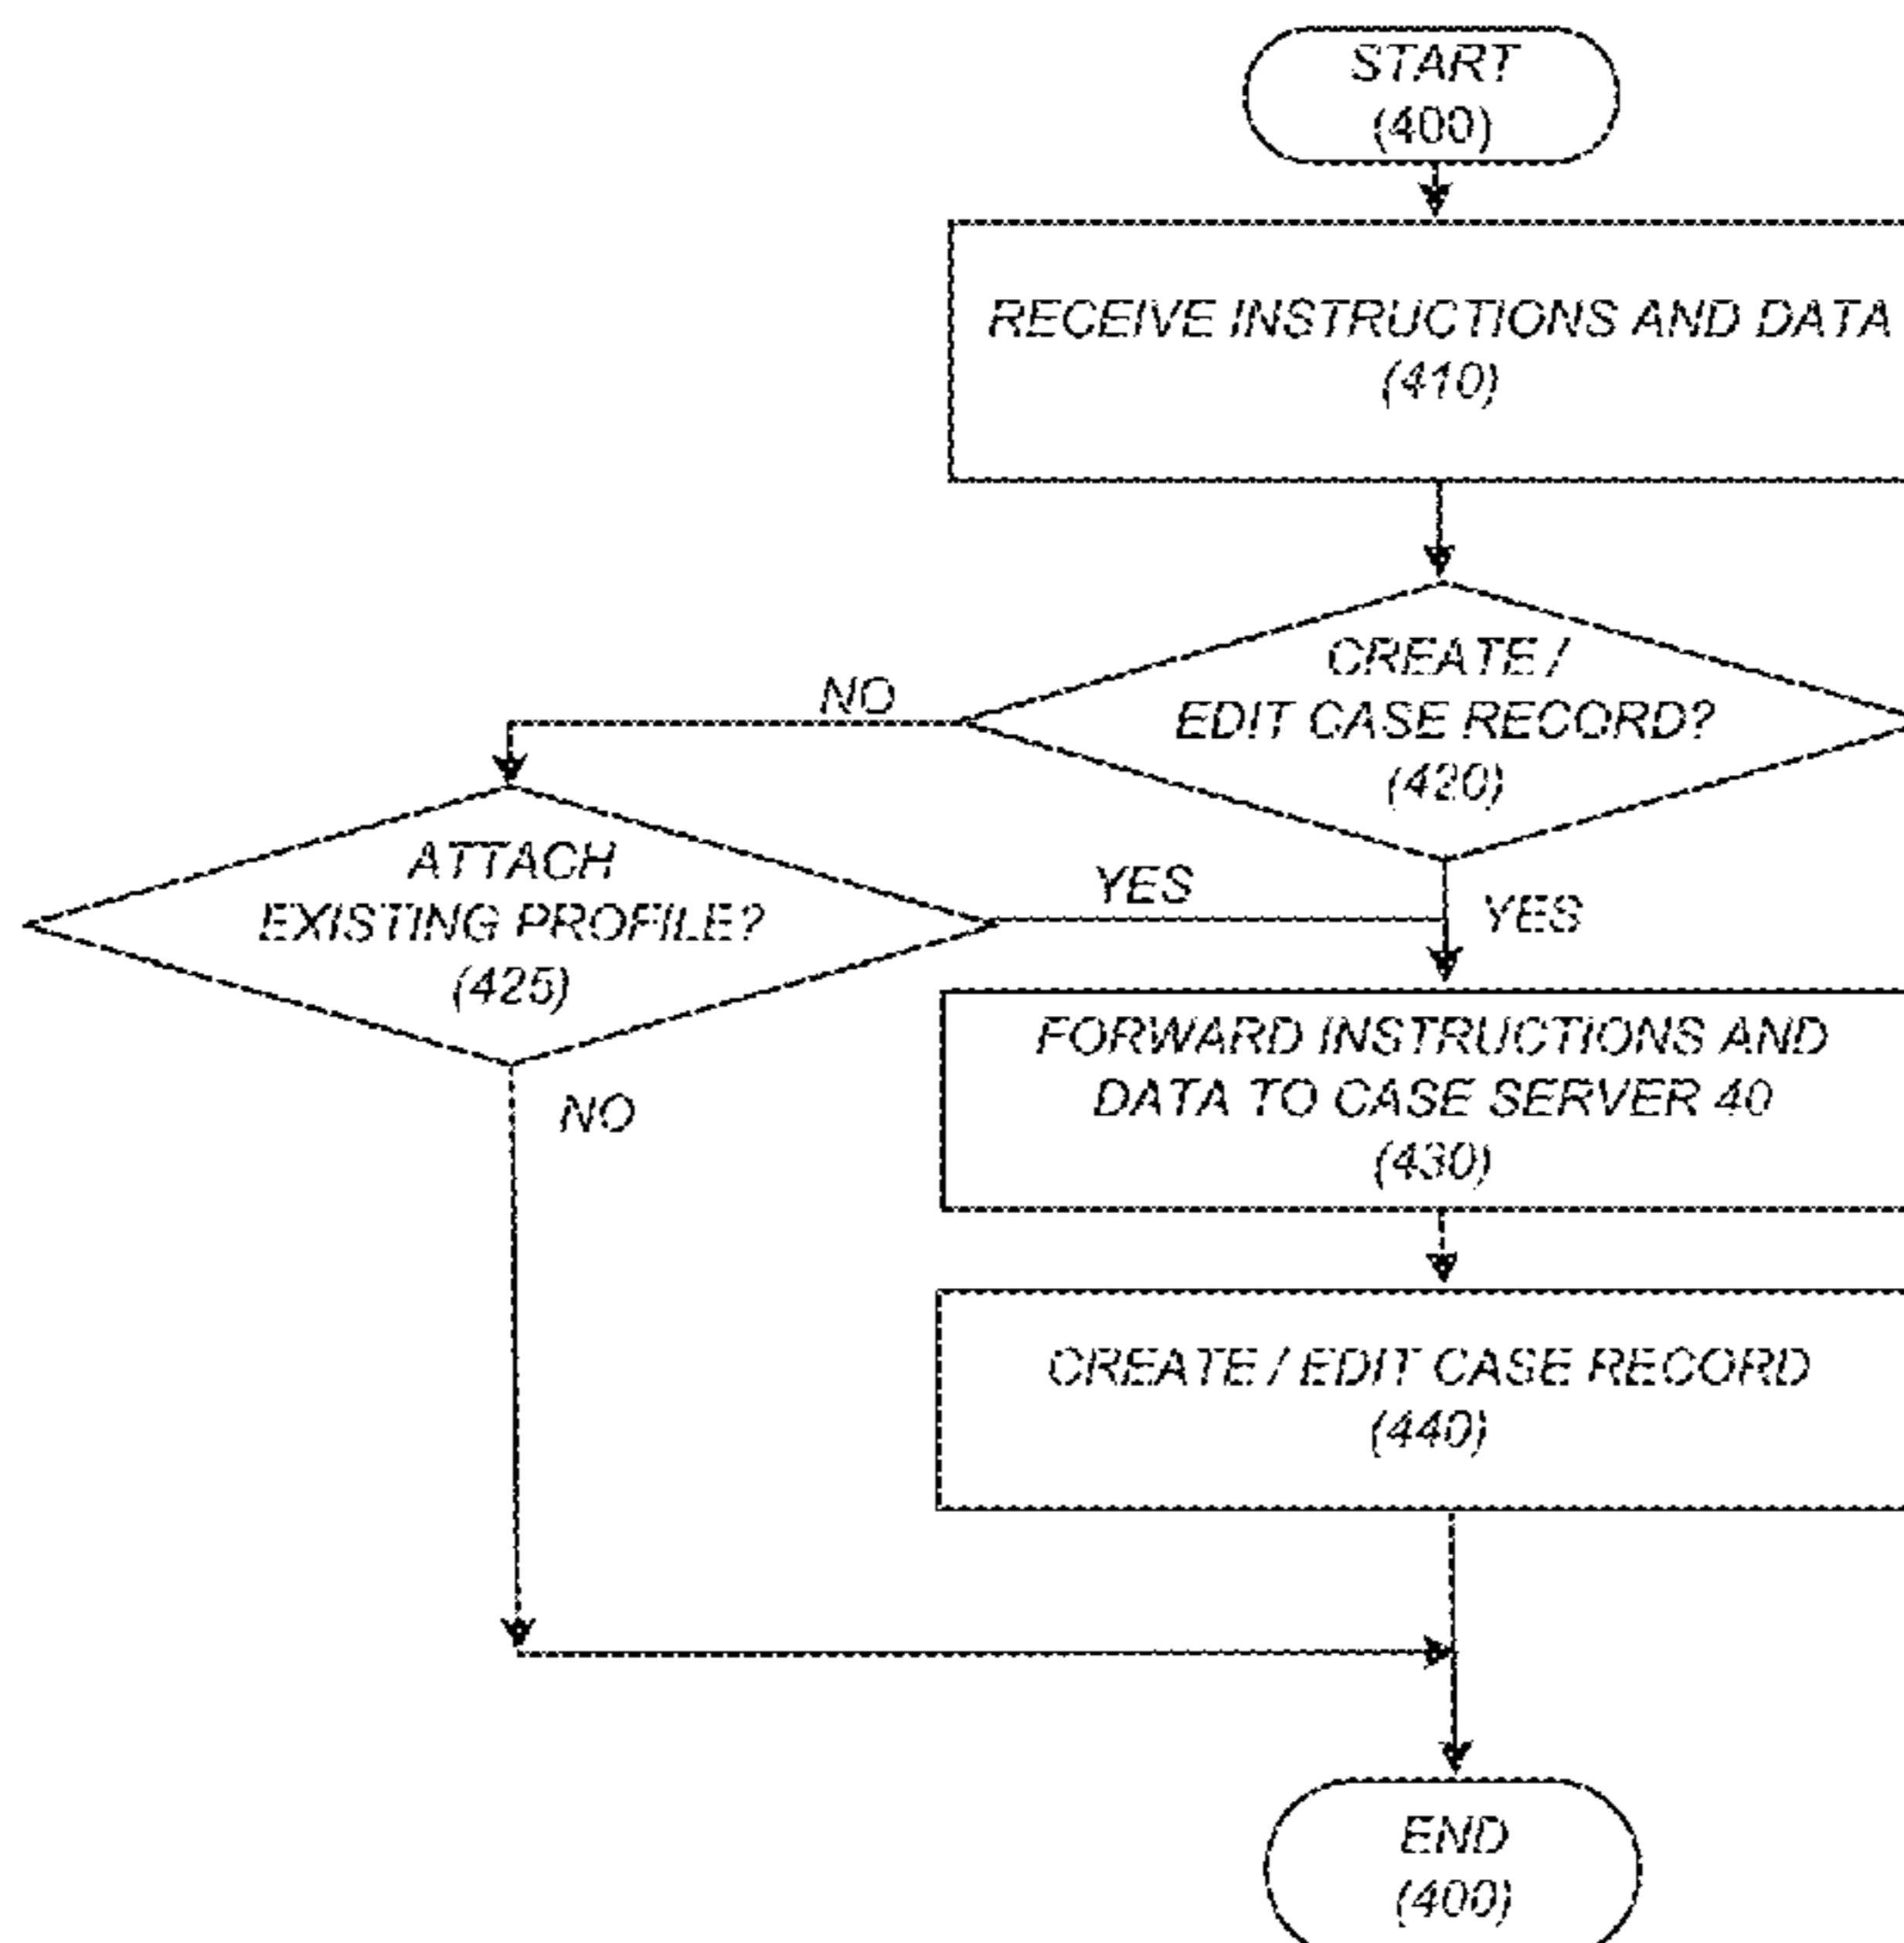 START
(400)
RECEIVE INSTRUCTIONS AND DATA
(410)
CREATE /
EDIT CASE RECORD?
(420)
NO
ATTACH
EXISTING PROFILE?
(425)
YES
YES
NO
FORWARD INSTRUCTIONS AND
DATA TO CASE SERVER 40
(430)
CREATE / EDIT CASE RECORD
(440)
END
(400)